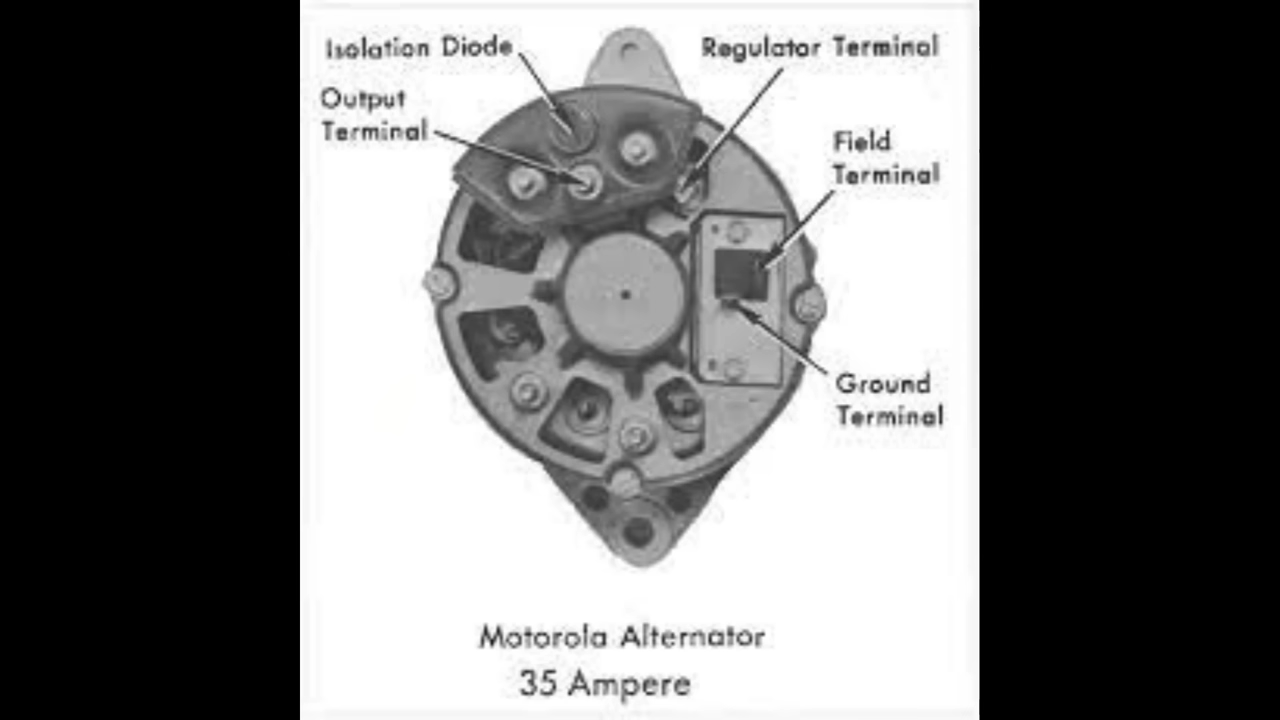 Isolation Diode
Regulator Terminal
Output
Terminal
Field
Terminal
Ground
Terminal
Motorola Alternator
35 Ampere